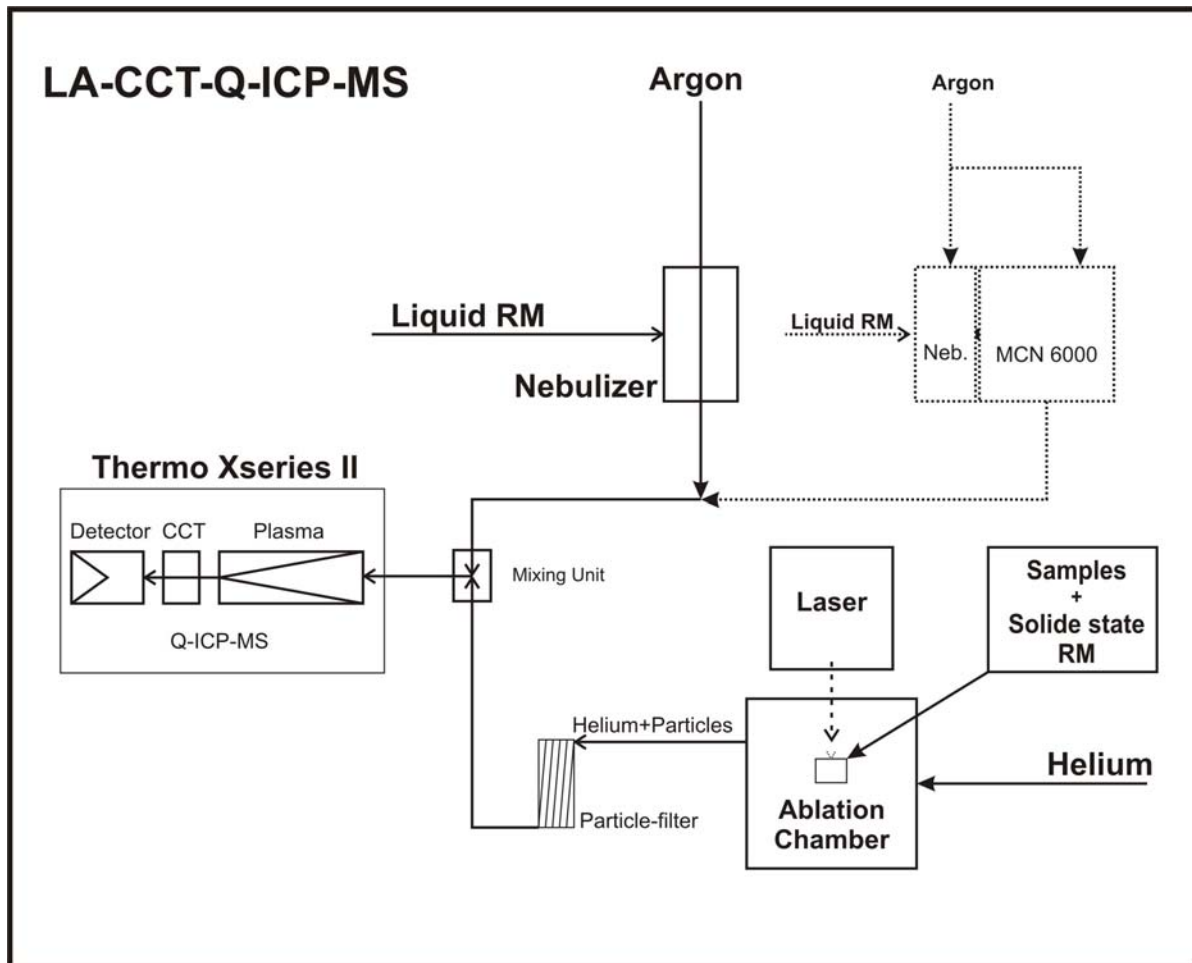 LA-CCT-Q-ICP-MS
Argon
Argon
Liquid RM
Nebulizer
Liquid RM
Neb.
MCN 6000
Thermo Xseries II
Detector
CCT
Plasma
Q-ICP-MS
Mixing Unit
Laser
Samples
+
Solide state
RM
Helium+Particles
Particle-filter
Helium
Ablation
Chamber